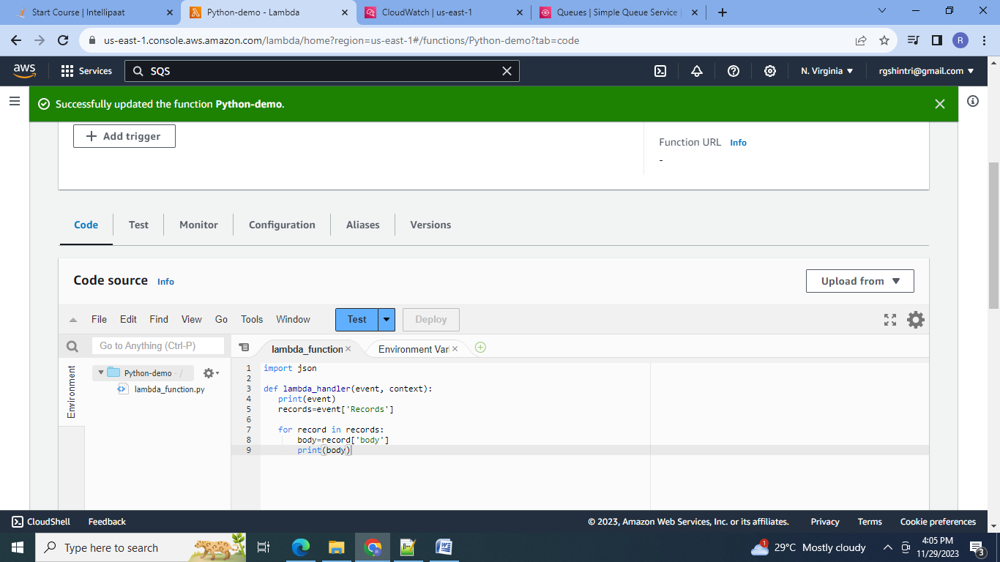 Start Course | Intellipaat
Python-demo - Lambda
CloudWatch | us-east-1
Queues | Simple Queue Service
us-east-1.console.aws.amazon.com/lambda/home?region=us-east-1#/functions/Python-demo?tab=code
R
aws
Services
SQS
N. Virginia
rgshintri@gmail.com
Successfully updated the function Python-demo.
Add trigger
Function URL Info
-
Code
Test
Monitor
Configuration
Aliases
Versions
Code source Info
Upload from
File Edit Find View Go Tools Window
Test
Deploy
Go to Anything (Ctrl-P)
lambda_function
Environment Vari
Environment
Python-demo - /
lambda_function.py
1 import json
2
3 def lambda_handler(event, context):
4 print(event)
5 records=event['Records']
6
7 for record in records:
8 body=record['body']
9 print(body)
CloudShell
Feedback
© 2023, Amazon Web Services, Inc. or its affiliates.
Privacy
Terms
Cookie preferences
Type here to search
1
29°C Mostly cloudy
4:05 PM
11/29/2023
3